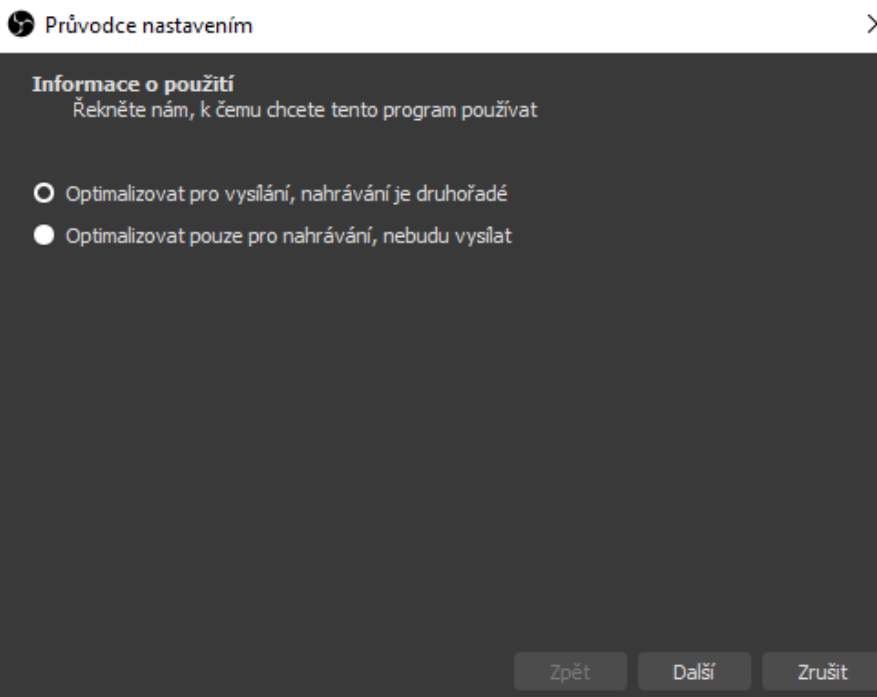 Průvodce nastavením
Informace o použití
Řekněte nám, k čemu chcete tento program používat
Optimalizovat pro vysílání, nahrávání je druhořadé
Optimalizovat pouze pro nahrávání, nebudu vysílat
Zpět Další Zrušit